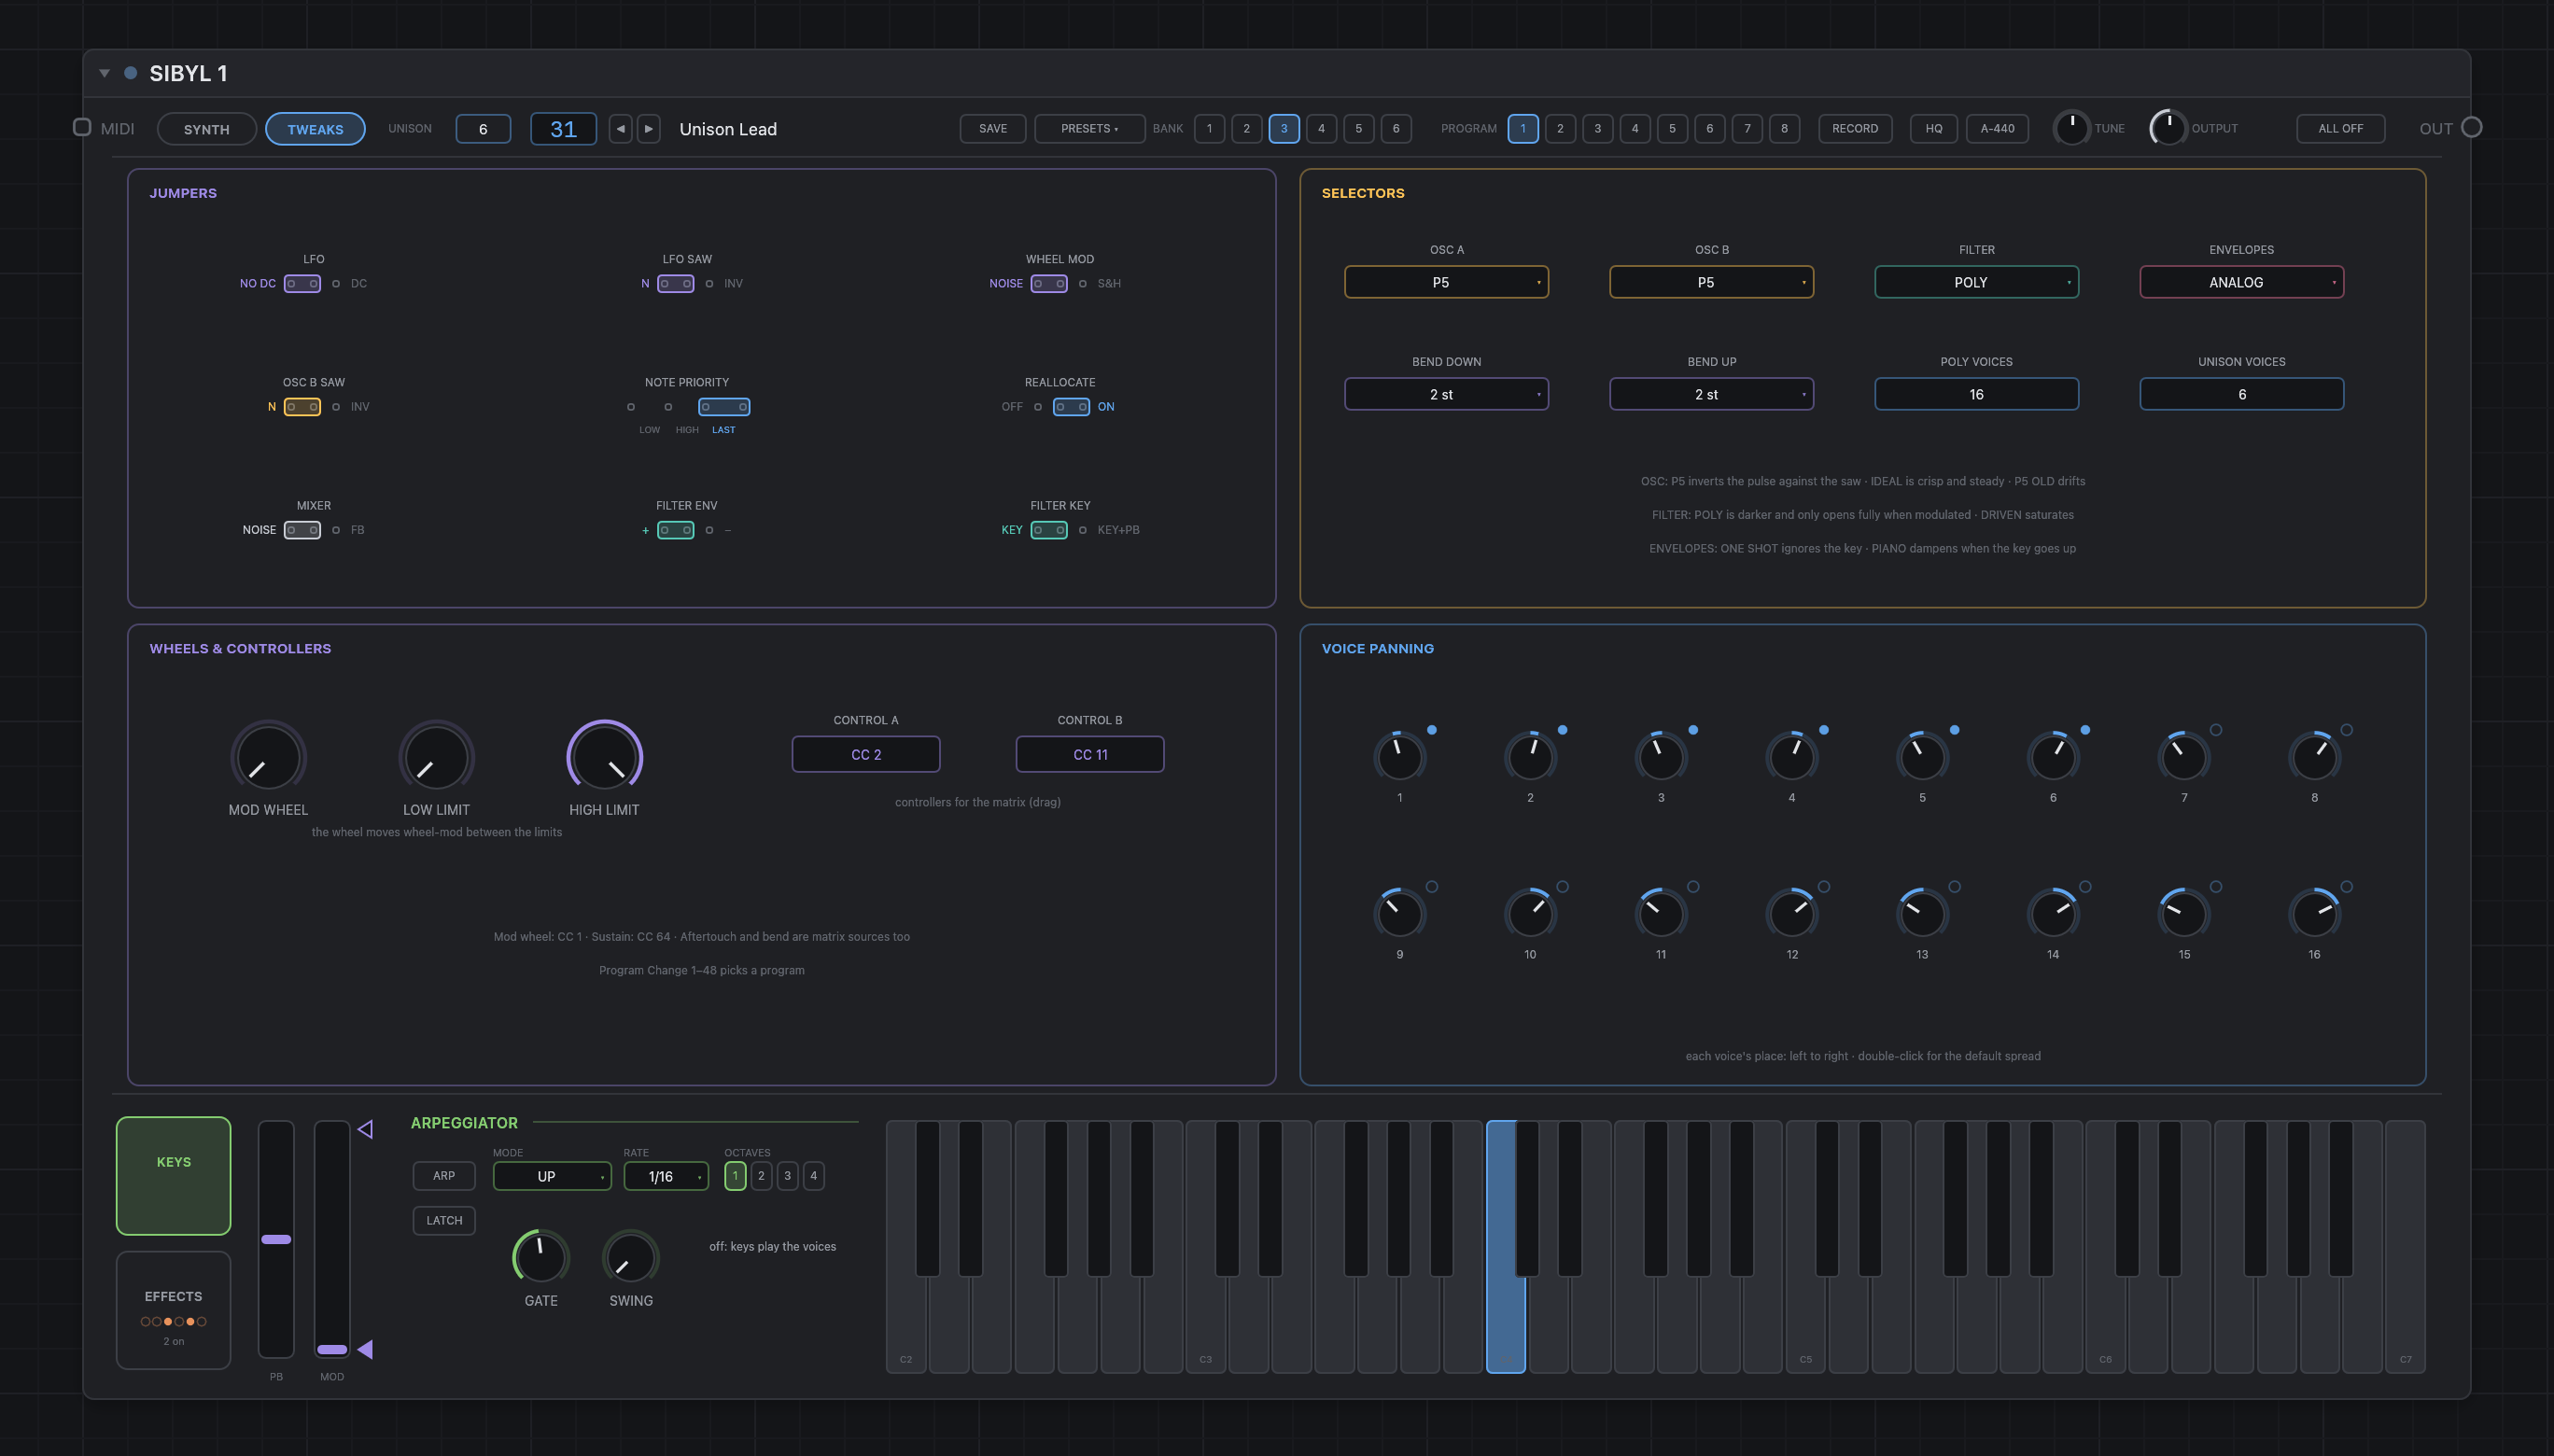 SIBYL 1
MIDI SYNTH TWEAKS UNISON 6 31 Unison Lead SAVE PRESETS BANK 1 2 3 4 5 6 PROGRAM 1 2 3 4 5 6 7 8 RECORD HQ A-440 TUNE OUTPUT ALL OFF OUT
JUMPERS
LFO LFO SAW WHEEL MOD
NO DC DC N INV NOISE S&H
OSC B SAW NOTE PRIORITY REALLOCATE
N INV OFF ON
LOW HIGH LAST
MIXER FILTER ENV FILTER KEY
NOISE FB + – KEY KEY+PB
SELECTORS
OSC A OSC B FILTER ENVELOPES
P5 P5 POLY ANALOG
BEND DOWN BEND UP POLY VOICES UNISON VOICES
2 st 2 st 16 6
OSC: P5 inverts the pulse against the saw · IDEAL is crisp and steady · P5 OLD drifts
FILTER: POLY is darker and only opens fully when modulated · DRIVEN saturates
ENVELOPES: ONE SHOT ignores the key · PIANO dampens when the key goes up
WHEELS & CONTROLLERS
CONTROL A CONTROL B
CC 2 CC 11
MOD WHEEL LOW LIMIT HIGH LIMIT
controllers for the matrix (drag)
the wheel moves wheel-mod between the limits
Mod wheel: CC 1 · Sustain: CC 64 · Aftertouch and bend are matrix sources too
Program Change 1–48 picks a program
VOICE PANNING
1 2 3 4 5 6 7 8
9 10 11 12 13 14 15 16
each voice's place: left to right · double-click for the default spread
KEYS
EFFECTS
2 on
PB MOD
ARPEGGIATOR
MODE RATE OCTAVES
ARP UP 1/16 1 2 3 4
LATCH
off: keys play the voices
GATE SWING
C2 C3 C5 C6 C7